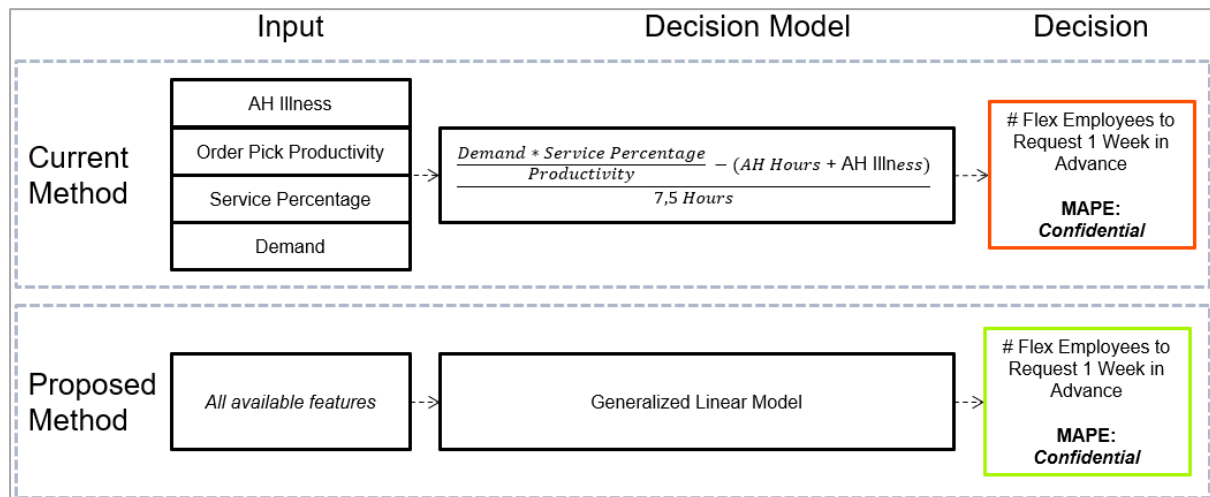 Input Decision Model Decision
Current
Method
AH Illness
Order Pick Productivity
Service Percentage
Demand
Demand * Service Percentage
Productivity
− (AH Hours + AH Illness)
7,5 Hours
# Flex Employees to
Request 1 Week in
Advance
MAPE:
Confidential
Proposed
Method
All available features
Generalized Linear Model
# Flex Employees to
Request 1 Week in
Advance
MAPE:
Confidential